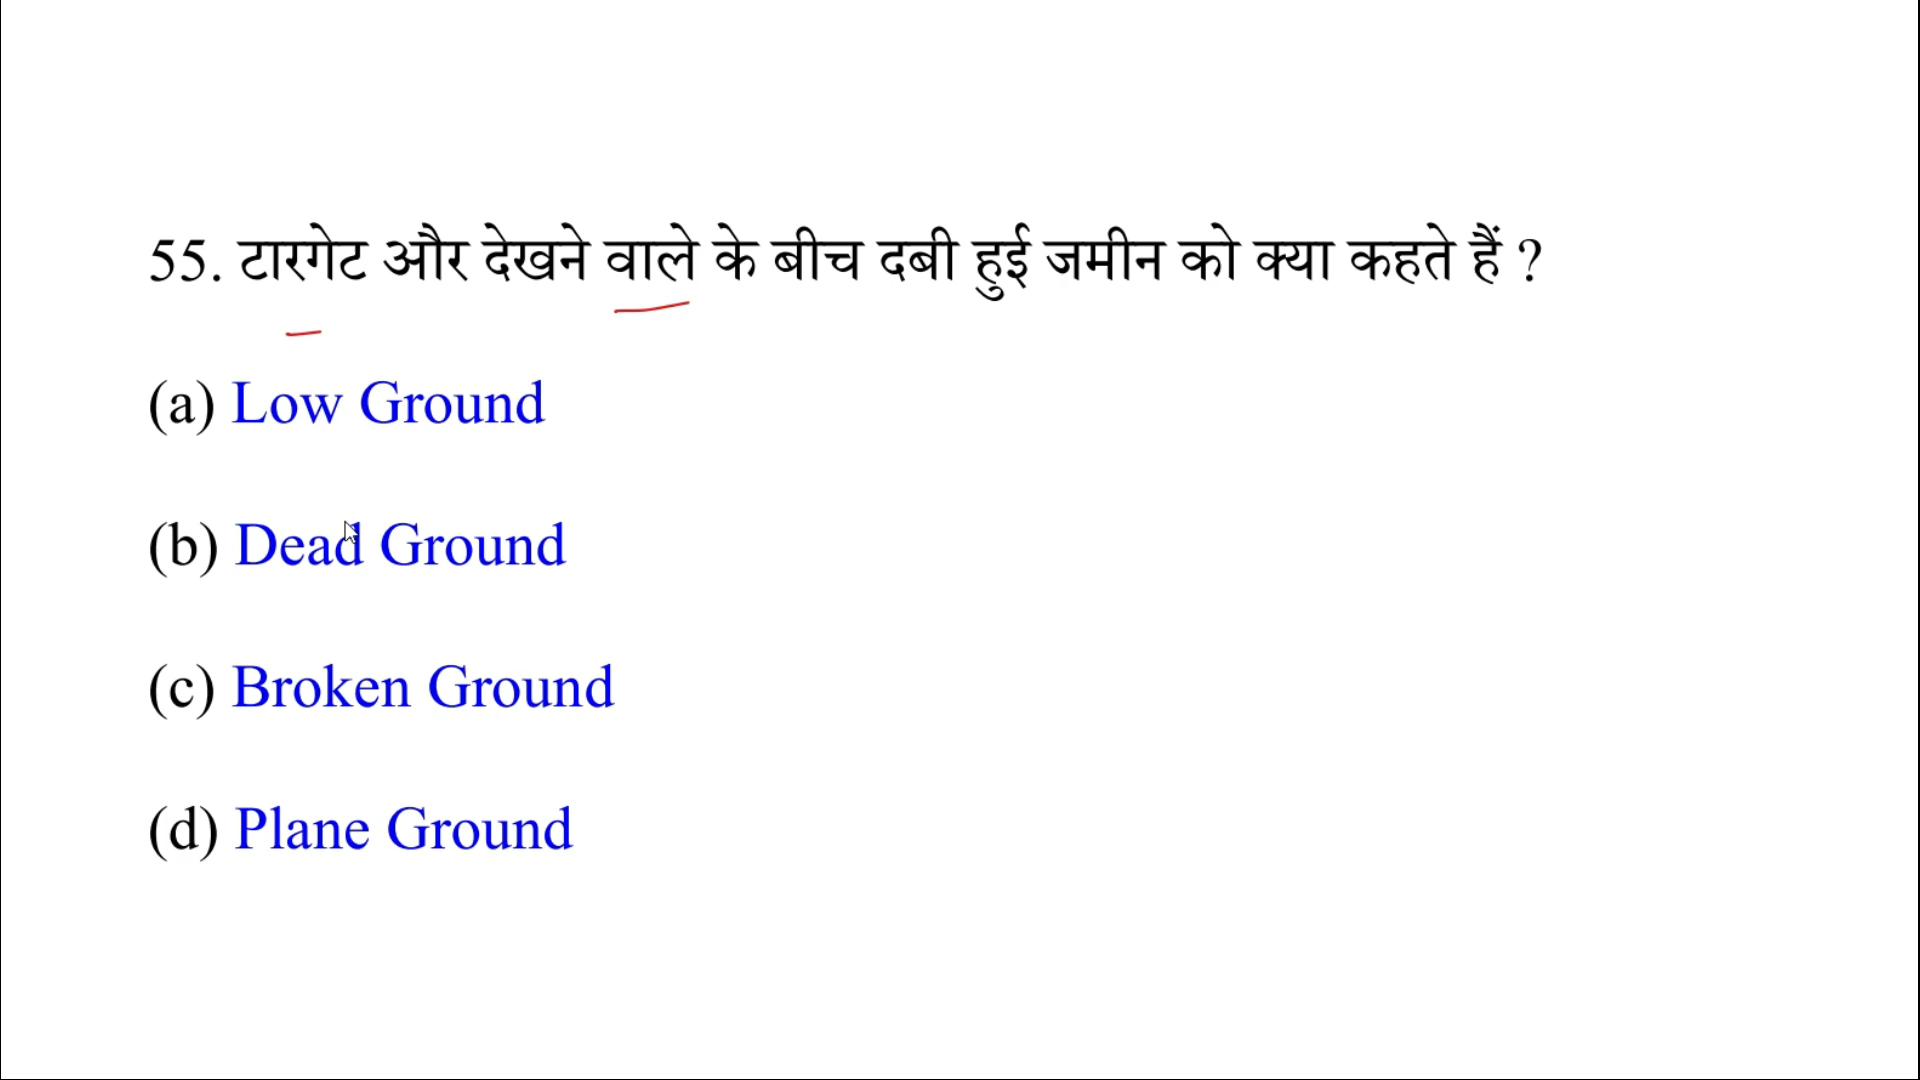 55. टारगेट और देखने वाले के बीच दबी हुई जमीन को क्या कहते हैं ?
(a) Low Ground
(b) Dead Ground
(c) Broken Ground
(d) Plane Ground